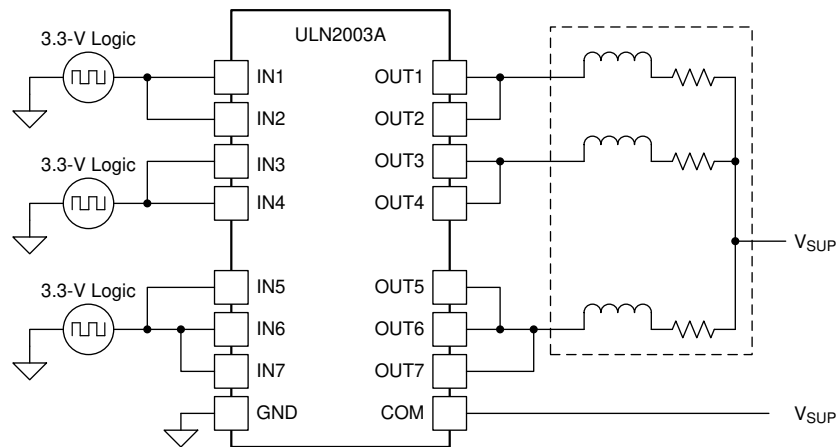 ULN2003A
3.3-V Logic
IN1
OUT1
IN2
OUT2
3.3-V Logic
IN3
OUT3
IN4
OUT4
VSUP
3.3-V Logic
IN5
OUT5
IN6
OUT6
IN7
OUT7
GND
COM
VSUP